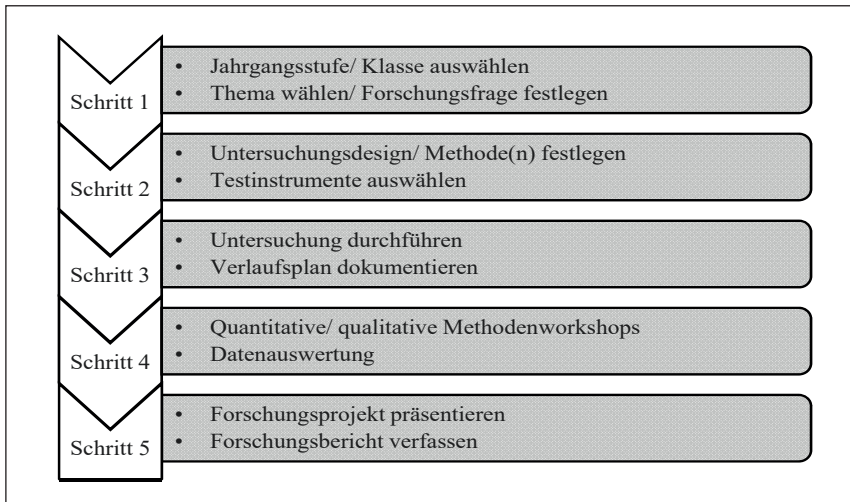 Schritt 1
• Jahrgangsstufe/ Klasse auswählen
• Thema wählen/ Forschungsfrage festlegen
Schritt 2
• Untersuchungsdesign/ Methode(n) festlegen
• Testinstrumente auswählen
Schritt 3
• Untersuchung durchführen
• Verlaufsplan dokumentieren
Schritt 4
• Quantitative/ qualitative Methodenworkshops
• Datenauswertung
Schritt 5
• Forschungsprojekt präsentieren
• Forschungsbericht verfassen